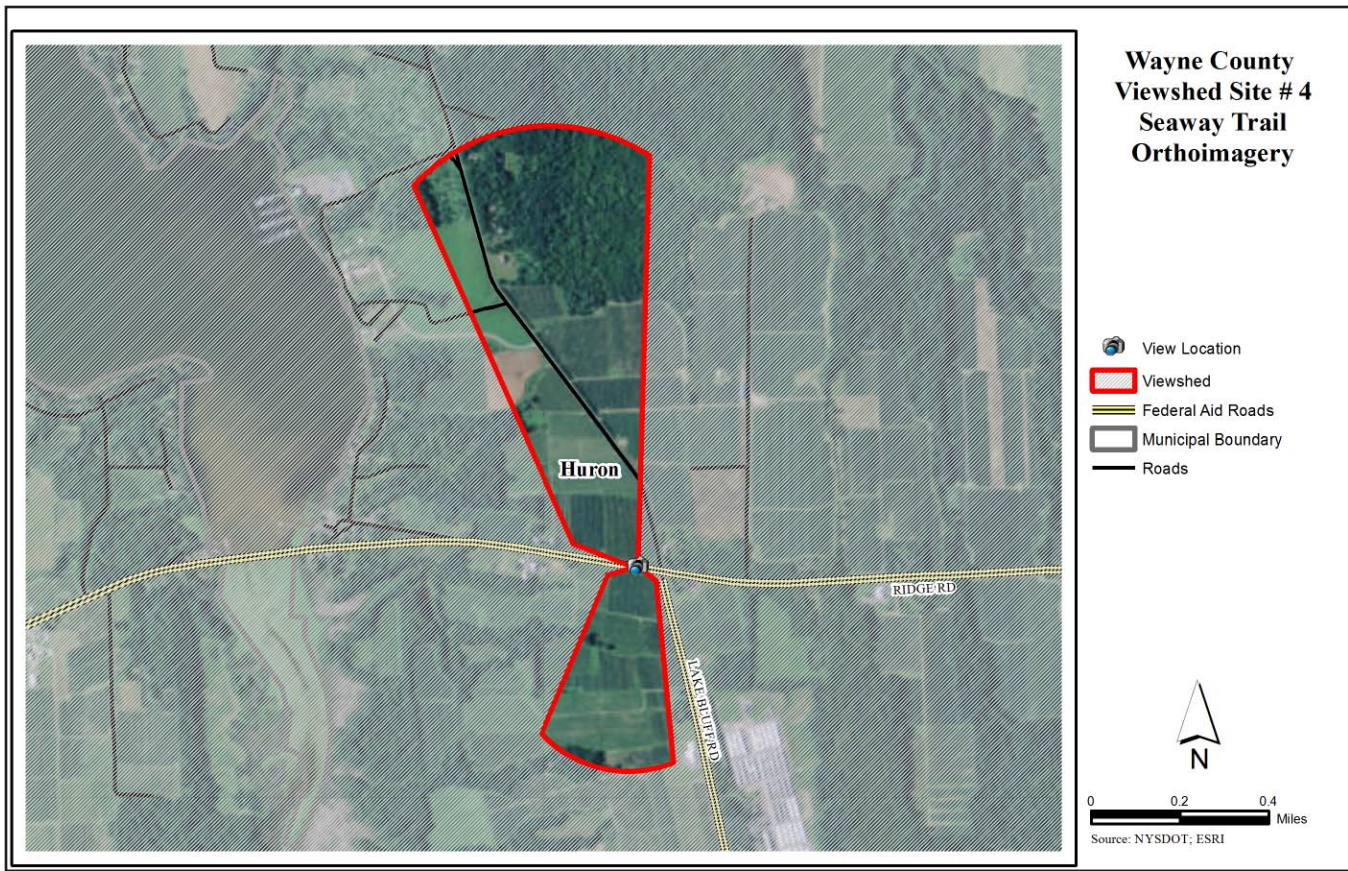 Wayne County
Viewshed Site # 4
Seaway Trail
Orthoimagery
Huron
RIDGE RD
LAKE BLUFF RD
View Location
Viewshed
Federal Aid Roads
Municipal Boundary
Roads
N
0 0.2 0.4
Miles
Source: NYSDOT; ESRI